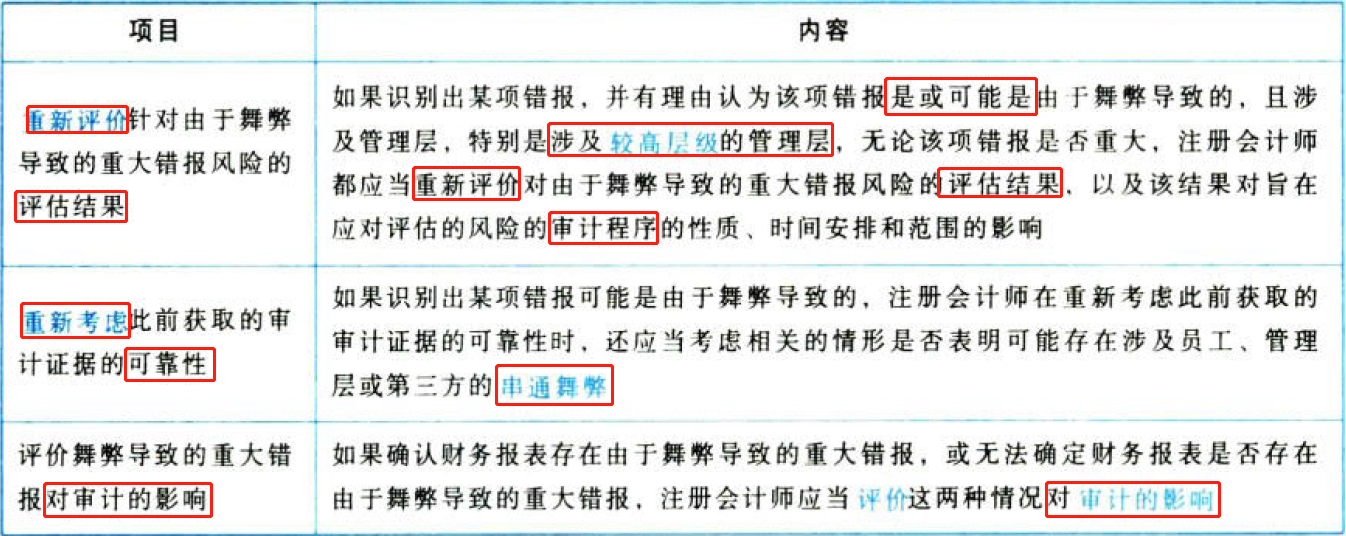 项目
内容
重新评价针对由于舞弊
导致的重大错报风险的
评估结果
如果识别出某项错报，并有理由认为该项错报是或可能是由于舞弊导致的，且涉
及管理层，特别是涉及较高层级的管理层，无论该项错报是否重大，注册会计师
都应当重新评价对由于舞弊导致的重大错报风险的评估结果，以及该结果对旨在
应对评估的风险的审计程序的性质、时间安排和范围的影响
重新考虑此前获取的审
计证据的可靠性
如果识别出某项错报可能是由于舞弊导致的，注册会计师在重新考虑此前获取的
审计证据的可靠性时，还应当考虑相关的情形是否表明可能存在涉及员工、管理
层或第三方的串通舞弊
评价舞弊导致的重大错
报对审计的影响
如果确认财务报表存在由于舞弊导致的重大错报，或无法确定财务报表是否存在
由于舞弊导致的重大错报，注册会计师应当评价这两种情况对审计的影响